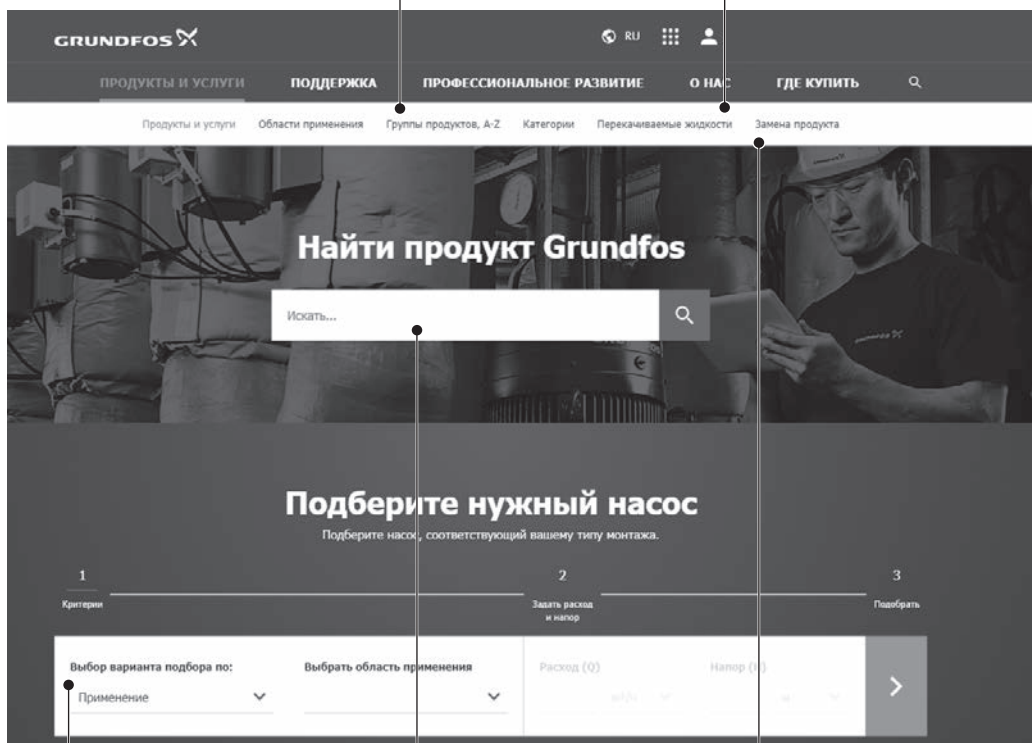 GRUNDFOS
RU
ПРОДУКТЫ И УСЛУГИ ПОДДЕРЖКА ПРОФЕССИОНАЛЬНОЕ РАЗВИТИЕ О НАС ГДЕ КУПИТЬ
Продукты и услуги Области применения Группы продуктов, A-Z Категории Перекачиваемые жидкости Замена продукта
Найти продукт Grundfos
Искать...
Подберите нужный насос
Подберите насос, соответствующий вашему типу монтажа.
1 2 3
Критерии Задать расход Подобрать
и напор
Выбор варианта подбора по: Выбрать область применения Расход (Q) Напор (H)
Применение